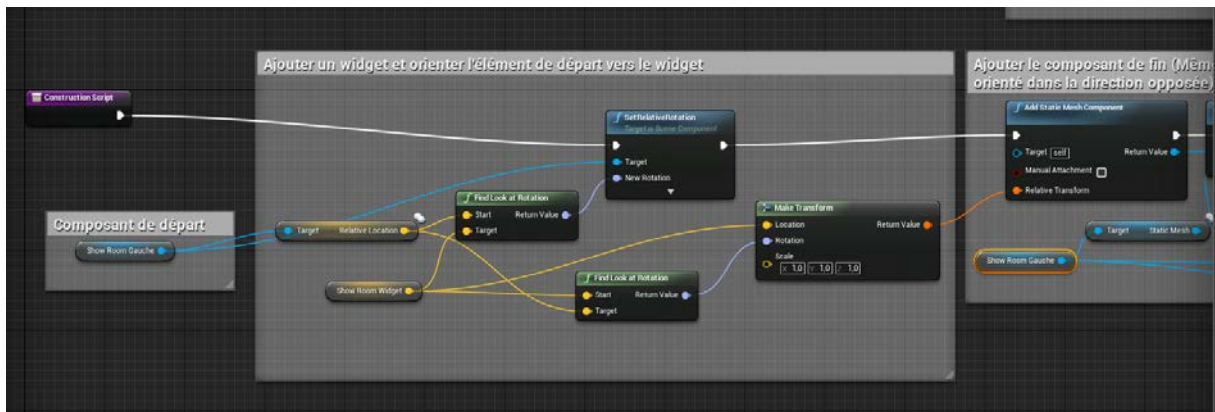 Ajouter un widget et orienter l'élément de départ vers le widget
Ajouter le composant de fin (Mêm
orienté dans la direction opposée)
Construction Script
SetRelativeRotation
Target is Scene Component
Target
New Rotation
Add Static Mesh Component
Target self
Return Value
Manual Attachment
Relative Transform
Composant de départ
Show Room Gauche
Target Relative Location
Find Look at Rotation
Start Return Value
Target
Show Room Widget
Find Look at Rotation
Start Return Value
Target
Make Transform
Location Return Value
Rotation
Scale
X 1,0 Y 1,0 Z 1,0
Target Static Mesh
Show Room Gauche